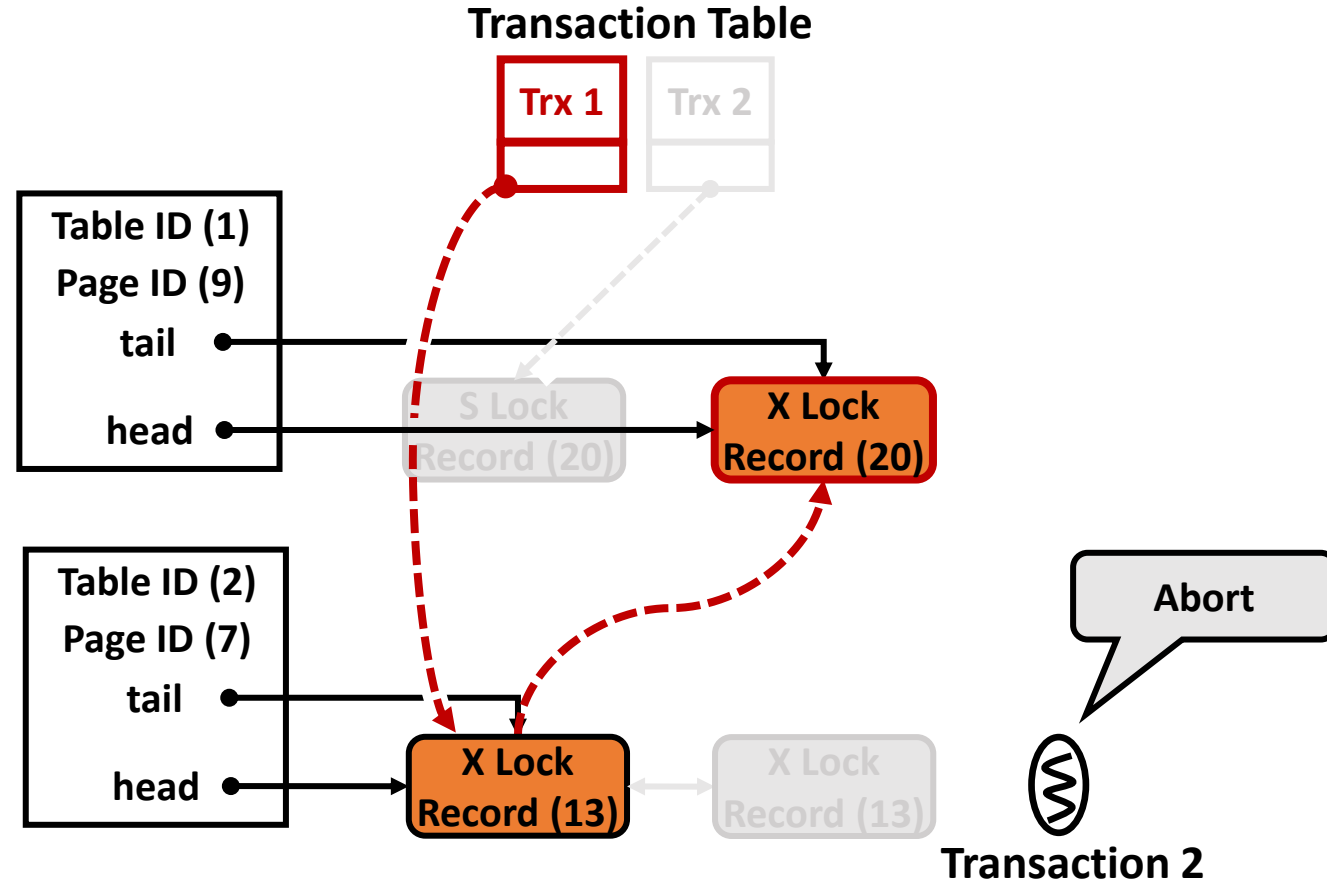 Transaction Table
Trx 1
Trx 2
Table ID (1)
Page ID (9)
tail
head
S Lock
Record (20)
X Lock
Record (20)
Table ID (2)
Page ID (7)
tail
head
X Lock
Record (13)
X Lock
Record (13)
Abort
Transaction 2